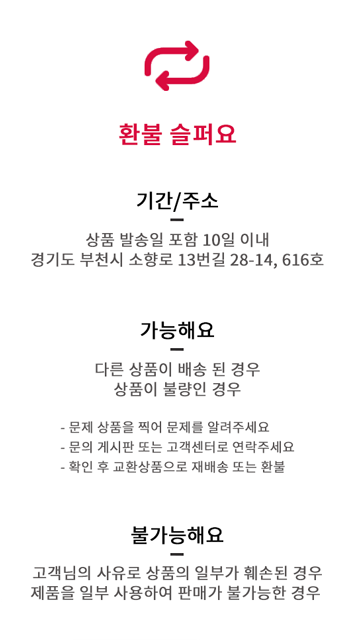 환불 슬퍼요
기간/주소
상품 발송일 포함 10일 이내
경기도 부천시 소향로 13번길 28-14, 616호
가능해요
다른 상품이 배송 된 경우
상품이 불량인 경우
- 문제 상품을 찍어 문제를 알려주세요
- 문의 게시판 또는 고객센터로 연락주세요
- 확인 후 교환상품으로 재배송 또는 환불
불가능해요
고객님의 사유로 상품의 일부가 훼손된 경우
제품을 일부 사용하여 판매가 불가능한 경우